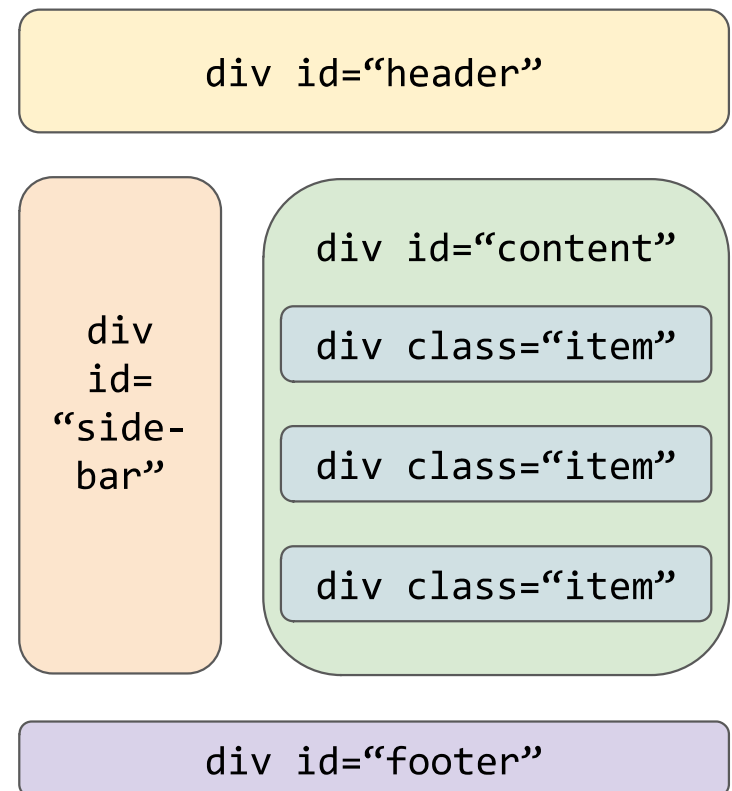 div id=“header”
div
id=
“side-
bar”
div id=“content”
div class=“item”
div class=“item”
div class=“item”
div id=“footer”